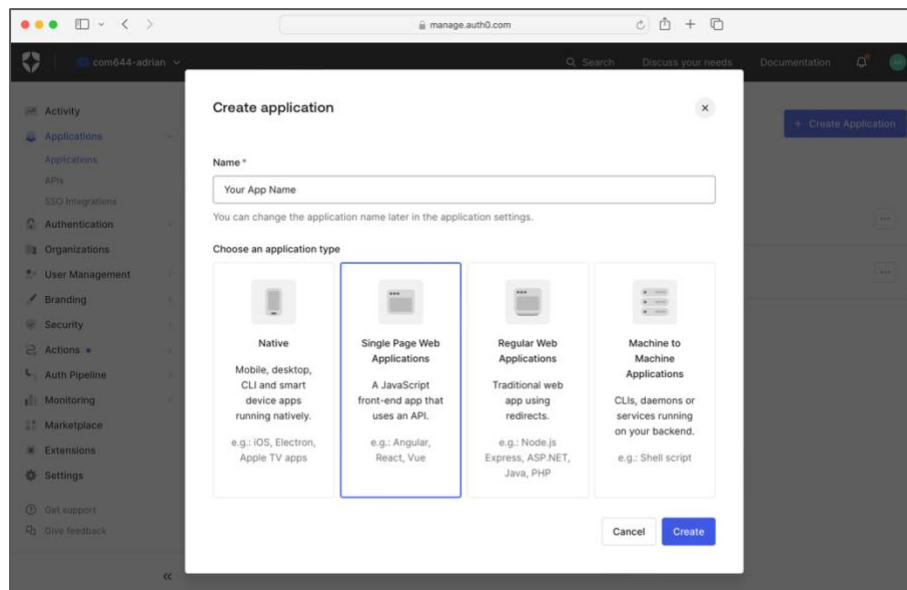 manage.auth0.com
com644-adrian
Search
Discuss your needs
Documentation
Activity
Applications
Applications
APIs
SSO Integrations
Authentication
Organizations
User Management
Branding
Security
Actions
Auth Pipeline
Monitoring
Marketplace
Extensions
Settings
Get support
Give feedback
+ Create Application
Create application
Name *
Your App Name
You can change the application name later in the application settings.
Choose an application type
Native
Mobile, desktop,
CLI and smart
device apps
running natively.
e.g.: iOS, Electron,
Apple TV apps
Single Page Web
Applications
A JavaScript
front-end app that
uses an API.
e.g.: Angular,
React, Vue
Regular Web
Applications
Traditional web
app using
redirects.
e.g.: Node.js
Express, ASP.NET,
Java, PHP
Machine to
Machine
Applications
CLIs, daemons or
services running
on your backend.
e.g.: Shell script
Cancel
Create